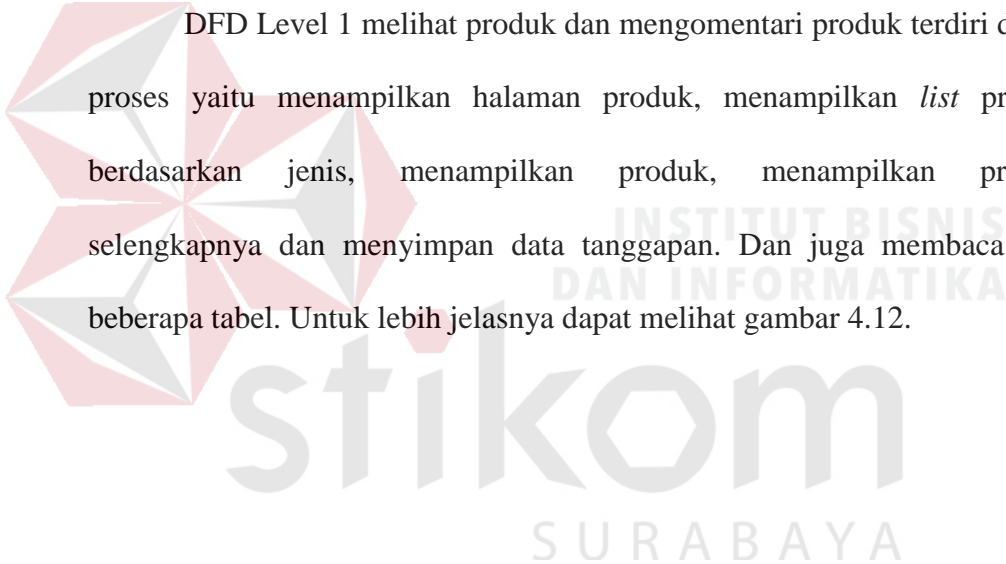 DFD Level 1 melihat produk dan mengomentari produk terdiri
proses yaitu menampilkan halaman produk, menampilkan list
berdasarkan jenis, menampilkan produk, menampilkan
INSTITUT BISNIS
selengkapnya dan menyimpan data tanggapan. Dan juga membaca
DAN INFORMATIKA
beberapa tabel. Untuk lebih jelasnya dapat melihat gambar 4.12.
stikom
SURABAYA